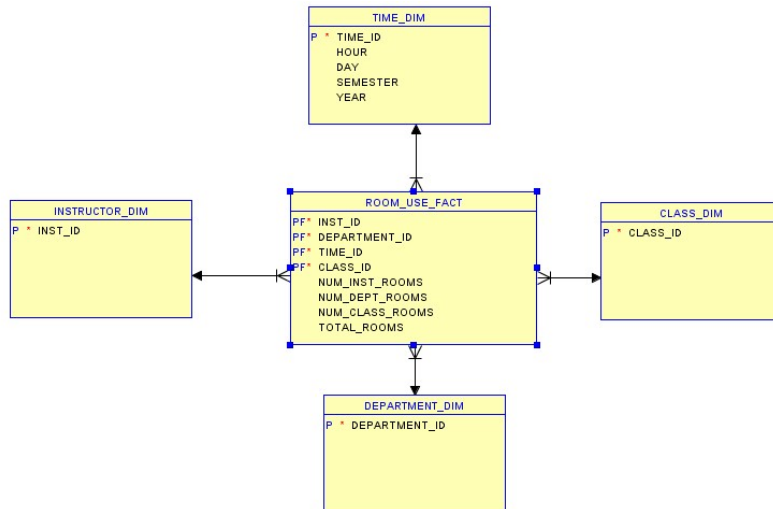 TIME_DIM
P * TIME_ID
HOUR
DAY
SEMESTER
YEAR
INSTRUCTOR_DIM
P * INST_ID
ROOM_USE_FACT
PF* INST_ID
PF* DEPARTMENT_ID
PF* TIME_ID
PF* CLASS_ID
NUM_INST_ROOMS
NUM_DEPT_ROOMS
NUM_CLASS_ROOMS
TOTAL_ROOMS
CLASS_DIM
P * CLASS_ID
DEPARTMENT_DIM
P * DEPARTMENT_ID